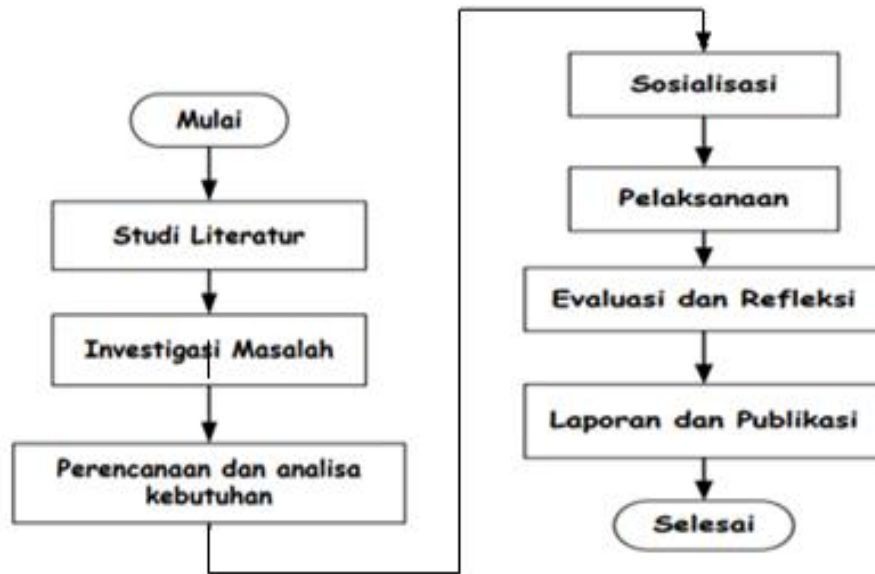 Mulai
Studi Literatur
Investigasi Masalah
Perencanaan dan analisa
kebutuhan
Sosialisasi
Pelaksanaan
Evaluasi dan Refleksi
Laporan dan Publikasi
Selesai